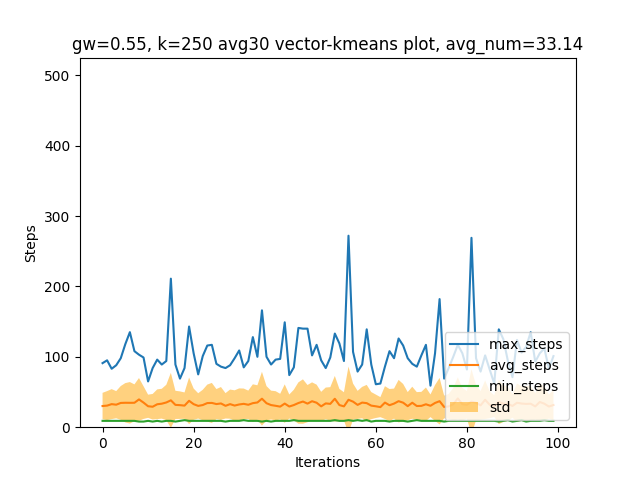 gw=0.55, k=250 avg30 vector-kmeans plot, avg_num=33.14
Steps
500
400
300
200
100
0
0 20 40 60 80 100
Iterations
max_steps
avg_steps
min_steps
std